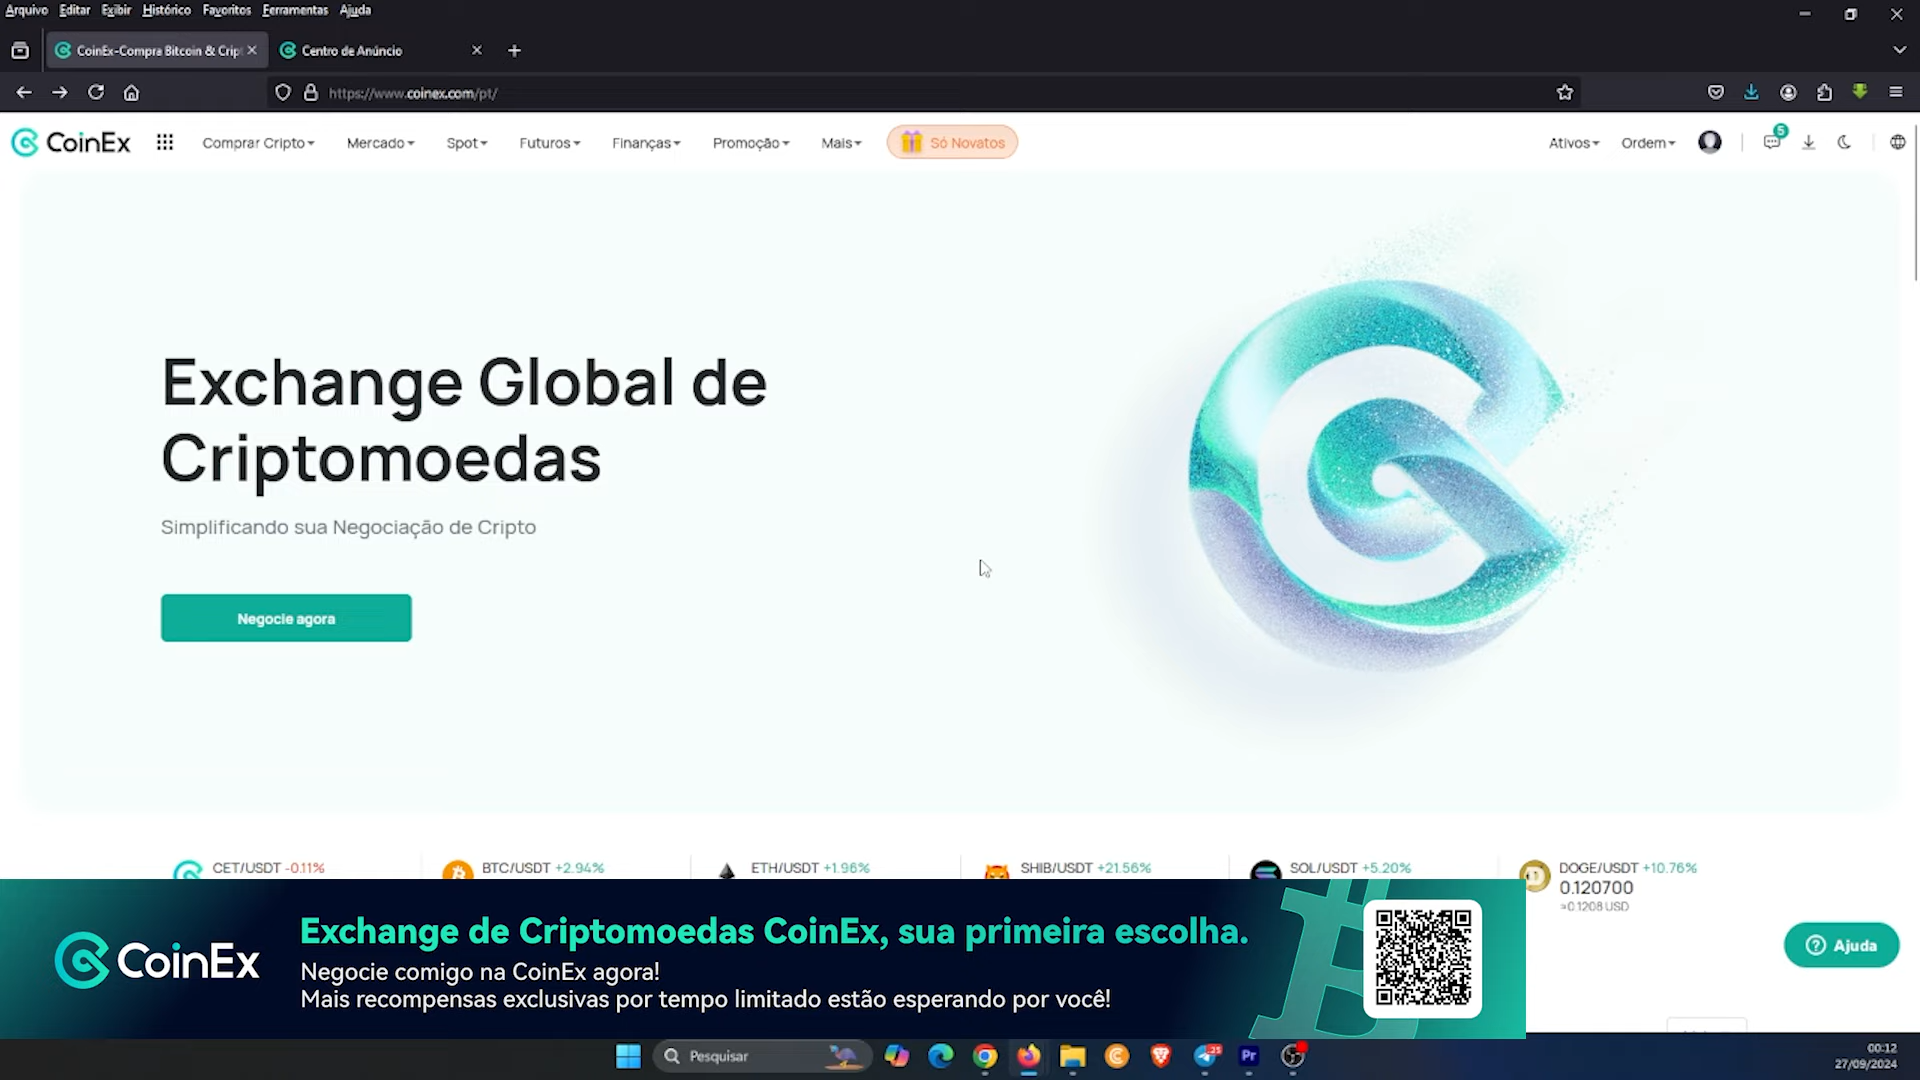 Arquivo Editar Exibir Histórico Favoritos Ferramentas Ajuda
CoinEx-Compra Bitcoin & Crip
Centro de Anúncio
https://www.coinex.com/pt/
CoinEx
Comprar Cripto
Mercado
Spot
Futuros
Finanças
Promoção
Mais
Só Novatos
Ativos
Ordem
5
Exchange Global de
Criptomoedas
Simplificando sua Negociação de Cripto
Negocie agora
CET/USDT -0.11%
BTC/USDT +2.94%
ETH/USDT +1.96%
SHIB/USDT +21.56%
SOL/USDT +5.20%
DOGE/USDT +10.76%
0.120700
≈0.1208 USD
CoinEx
Exchange de Criptomoedas CoinEx, sua primeira escolha.
Negocie comigo na CoinEx agora!
Mais recompensas exclusivas por tempo limitado estão esperando por você!
Ajuda
Pesquisar
Pr
00:12
27/09/2024